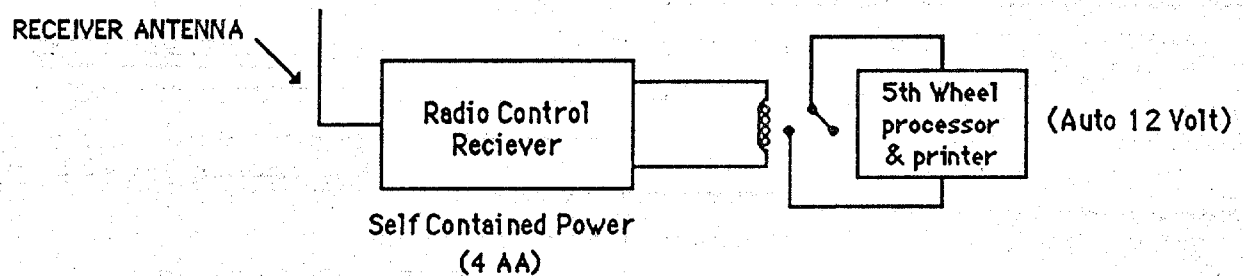 RECEIVER ANTENNA
Radio Control
Reciever
5th Wheel
processor
& printer
(Auto 12 Volt)
Self Contained Power
(4 AA)